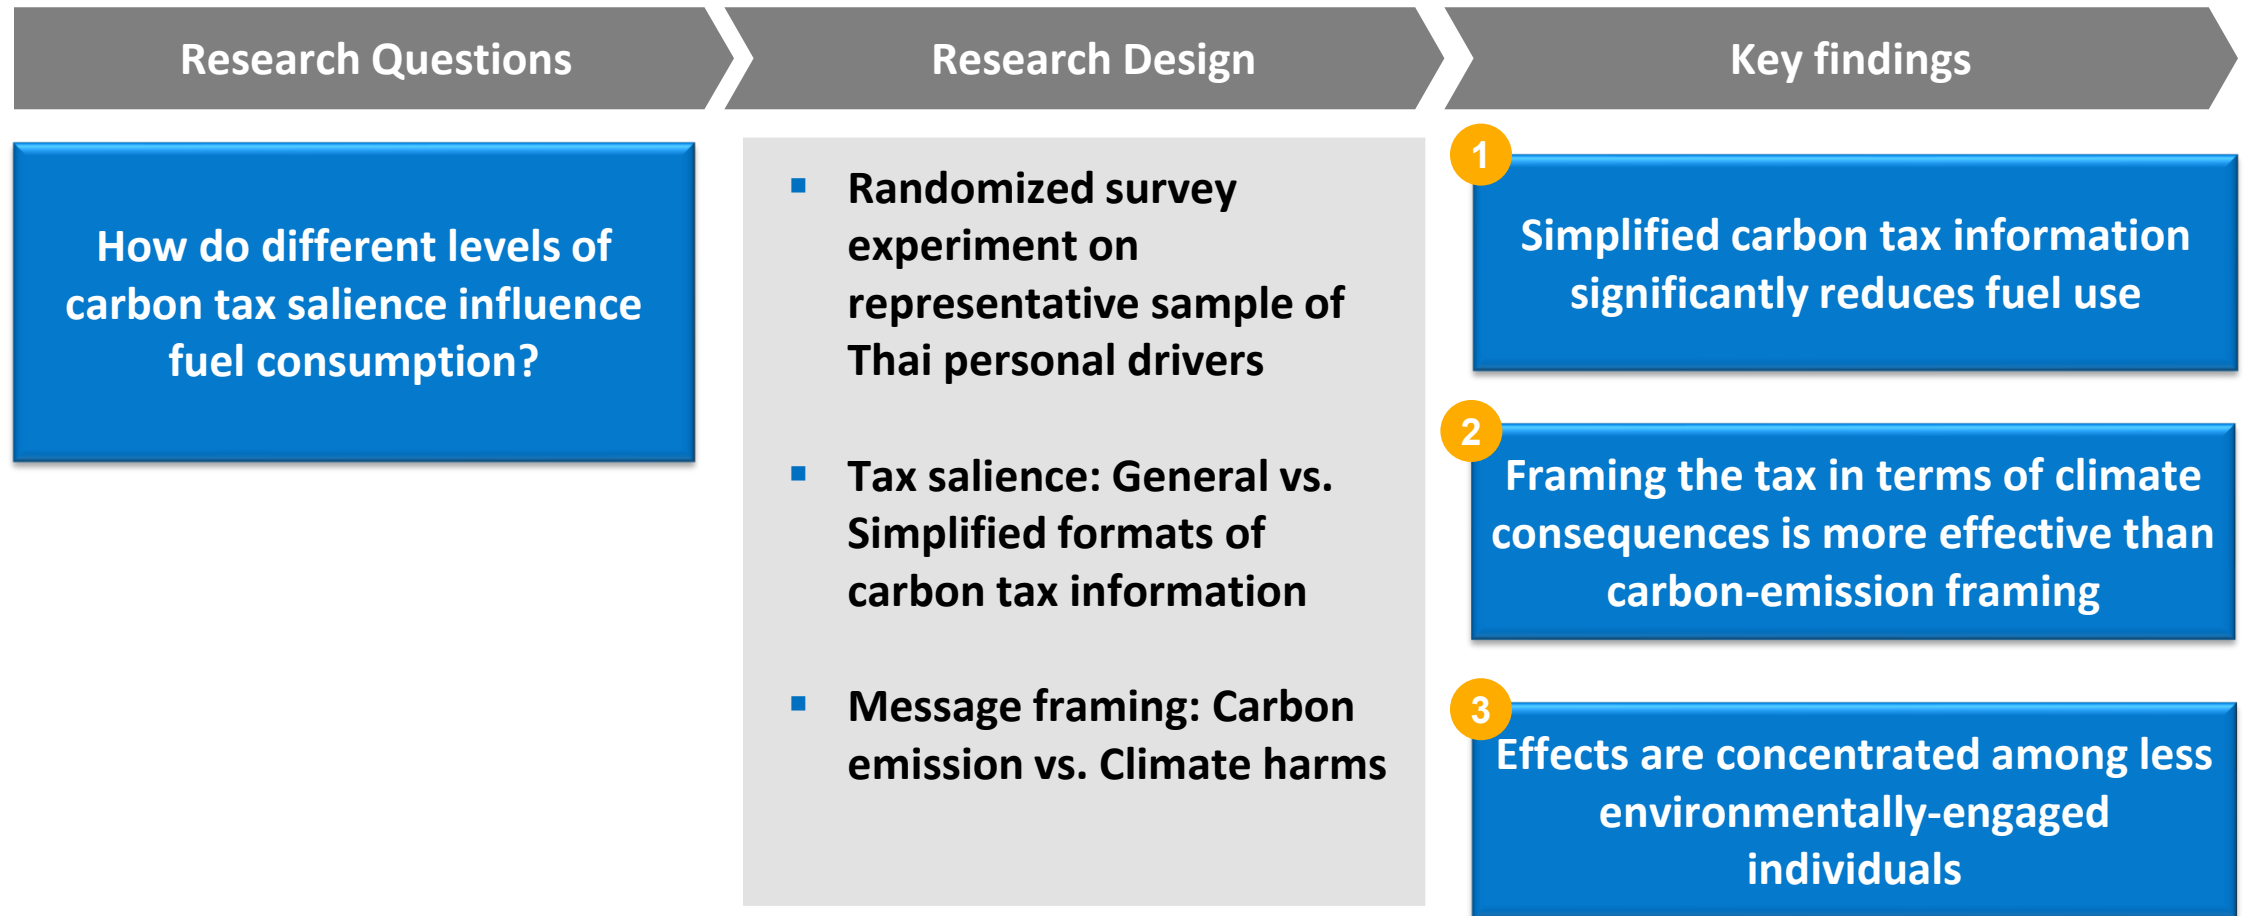 Research Questions
Research Design
Key findings
How do different levels of
carbon tax salience influence
fuel consumption?
▪ Randomized survey
experiment on
representative sample of
Thai personal drivers
▪ Tax salience: General vs.
Simplified formats of
carbon tax information
▪ Message framing: Carbon
emission vs. Climate harms
1
Simplified carbon tax information
significantly reduces fuel use
2
Framing the tax in terms of climate
consequences is more effective than
carbon-emission framing
3
Effects are concentrated among less
environmentally-engaged
individuals